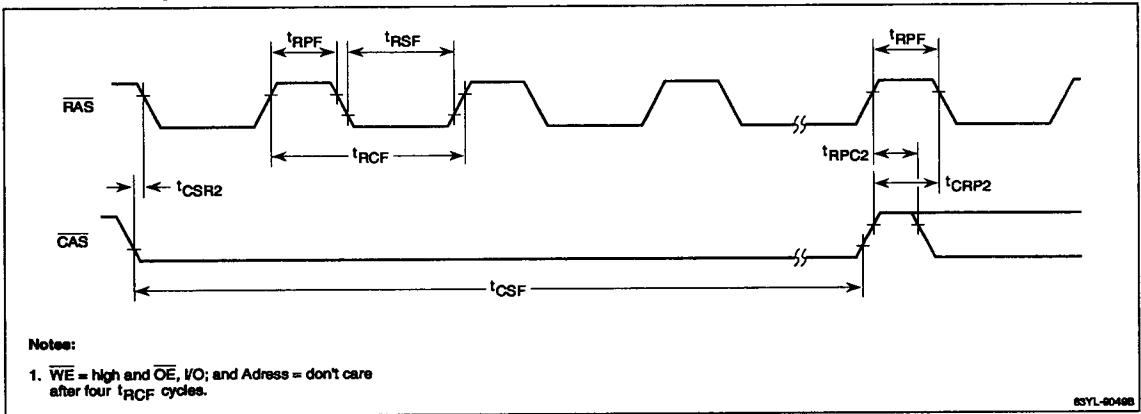 tRPF
tRSF
tRPF
RAS
tRCF
tRPC2
tCSR2
tCRP2
CAS
tCSF
Notes:
1. WE = high and OE, I/O; and Adress = don't care
after four tRCF cycles.
83YL-9049B